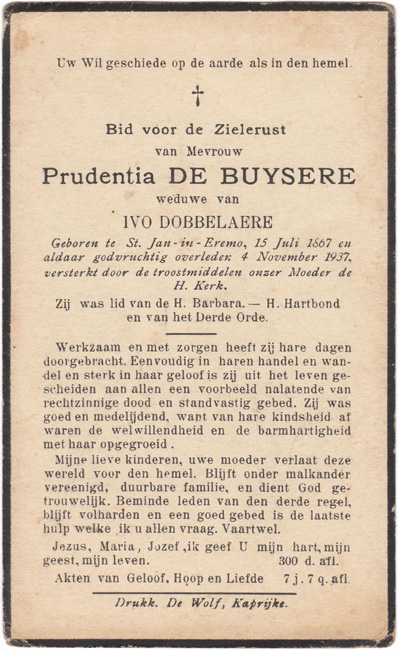 Uw Wil geschiede op de aarde als in den hemel.
Bid voor de Zielerust
van Mevrouw
Prudentia DE BUYSERE
weduwe van
IVO DOBBELAERE
Geboren te St. Jan-in-Eremo, 15 Juli 1867 en
aldaar godvruchtig overleden 4 November 1937,
versterkt door de troostmiddelen onzer Moeder de
H. Kerk.
Zij was lid van de H. Barbara. — H. Hartbond
en van het Derde Orde.
Werkzaam en met zorgen heeft zij hare dagen
doorgebracht. Eenvoudig in haren handel en wan-
del en sterk in haar geloof is zij uit het leven ge-
scheiden aan allen een voorbeeld nalatende van
rechtzinnige dood en standvastig gebed. Zij was
goed en medelijdend, want van hare kindsheid af
waren de welwillendheid en de barmhartigheid
met haar opgegroeid.
Mijne lieve kinderen, uwe moeder verlaat deze
wereld voor den hemel. Blijft onder malkander
vereenigd, duurbare familie, en dient God ge-
trouwelijk. Beminde leden van den derde regel,
blijft volharden en een goed gebed is de laatste
hulp welke ik u allen vraag. Vaartwel.
Jezus, Maria, Jozef, ik geef U mijn hart, mijn
geest, mijn leven. 300 d. afl.
Akten van Geloof, Hoop en Liefde 7 j. 7 q. afl.
Drukk. De Wolf, Kaprijke.